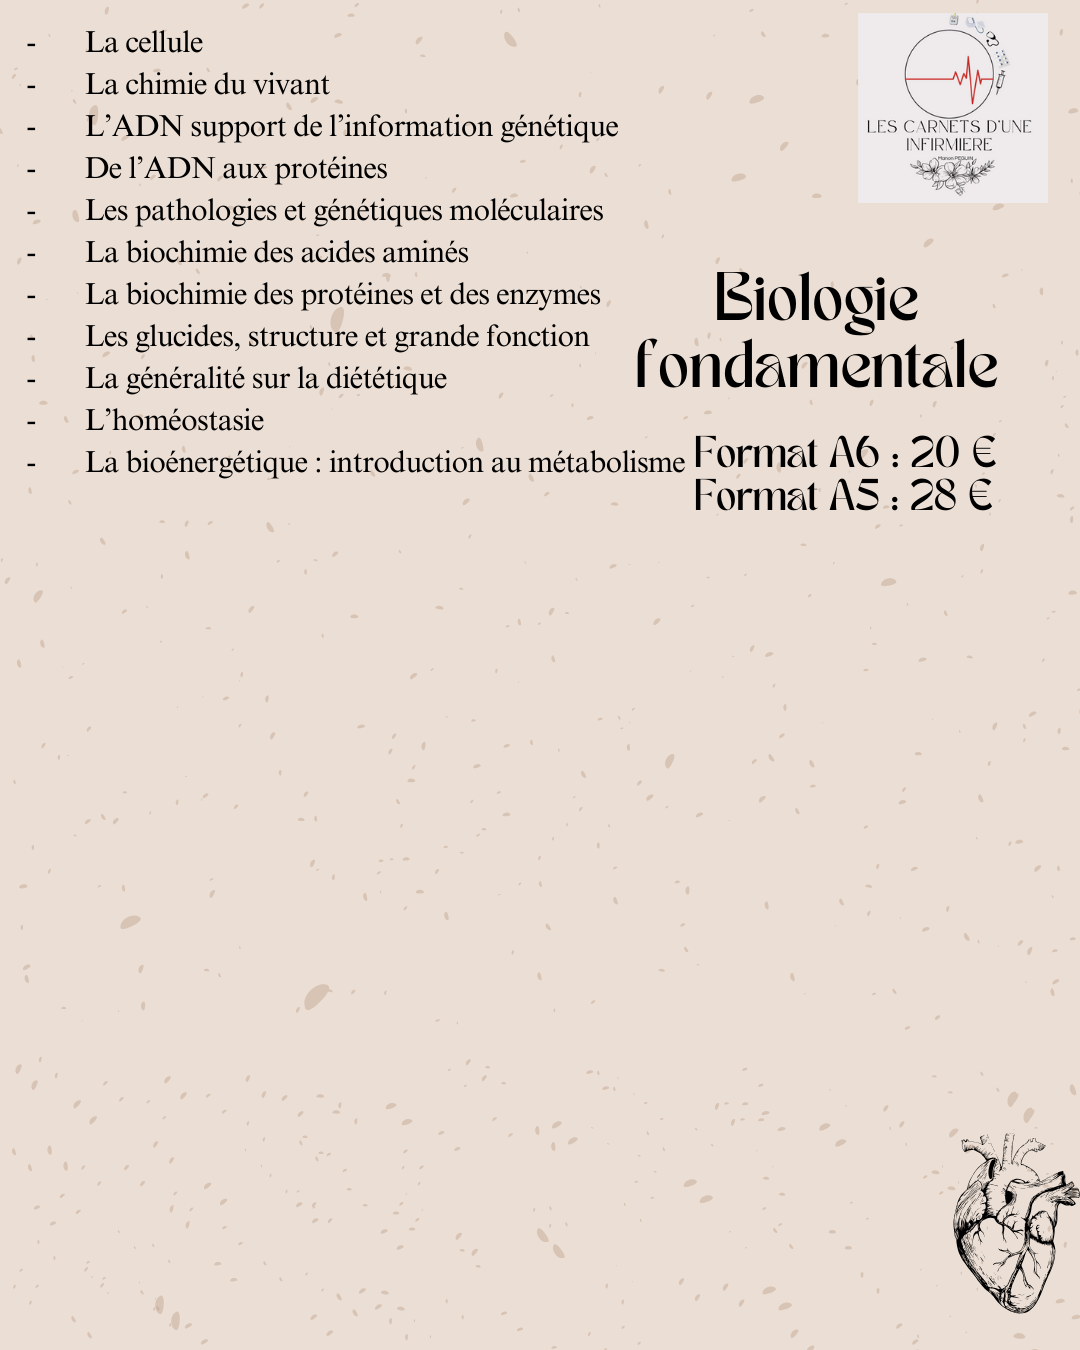 - La cellule
- La chimie du vivant
- L’ADN support de l’information génétique
- De l’ADN aux protéines
- Les pathologies et génétiques moléculaires
- La biochimie des acides aminés
- La biochimie des protéines et des enzymes
- Les glucides, structure et grande fonction
- La généralité sur la diététique
- L’homéostasie
- La bioénergétique : introduction au métabolisme
LES CARNETS D'UNE
INFIRMIERE
Manon PEQUIN
Biologie
fondamentale
Format A6 : 20 €
Format A5 : 28 €